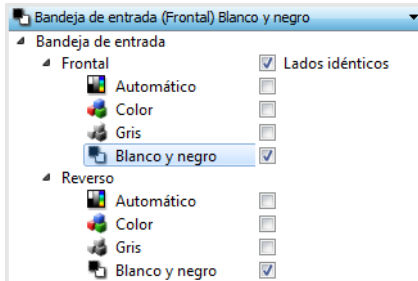 Bandeja de entrada (Frontal) Blanco y negro
Bandeja de entrada
Frontal Lados idénticos
Automático
Color
Gris
Blanco y negro
Reverso
Automático
Color
Gris
Blanco y negro